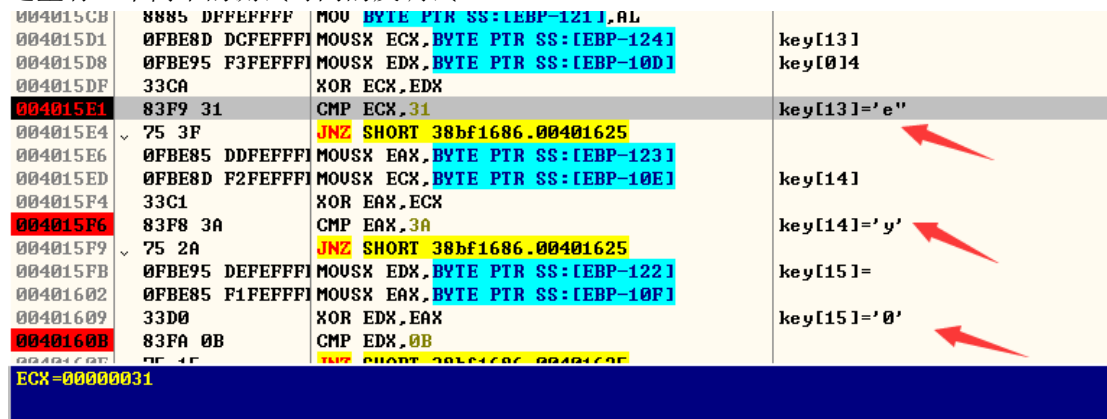 004015CB 8885 DFFEFFFF MOV BYTE PTR SS:[EBP-121],AL
004015D1 0FBE8D DCFEFFFF MOVSX ECX,BYTE PTR SS:[EBP-124] key[13]
004015D8 0FBE95 F3FEFFFF MOVSX EDX,BYTE PTR SS:[EBP-10D] key[0]4
004015DF 33CA XOR ECX,EDX
004015E1 83F9 31 CMP ECX,31 key[13]='e"
004015E4 75 3F JNZ SHORT 38bf1686.00401625
004015E6 0FBE85 DDFEFFFF MOVSX EAX,BYTE PTR SS:[EBP-123]
004015ED 0FBE8D F2FEFFFF MOVSX ECX,BYTE PTR SS:[EBP-10E] key[14]
004015F4 33C1 XOR EAX,ECX
004015F6 83F8 3A CMP EAX,3A key[14]='y'
004015F9 75 2A JNZ SHORT 38bf1686.00401625
004015FB 0FBE95 DEFEFFFF MOVSX EDX,BYTE PTR SS:[EBP-122] key[15]=
00401602 0FBE85 F1FEFFFF MOVSX EAX,BYTE PTR SS:[EBP-10F]
00401609 33D0 XOR EDX,EAX key[15]='0'
0040160B 83FA 0B CMP EDX,0B
ECX=00000031